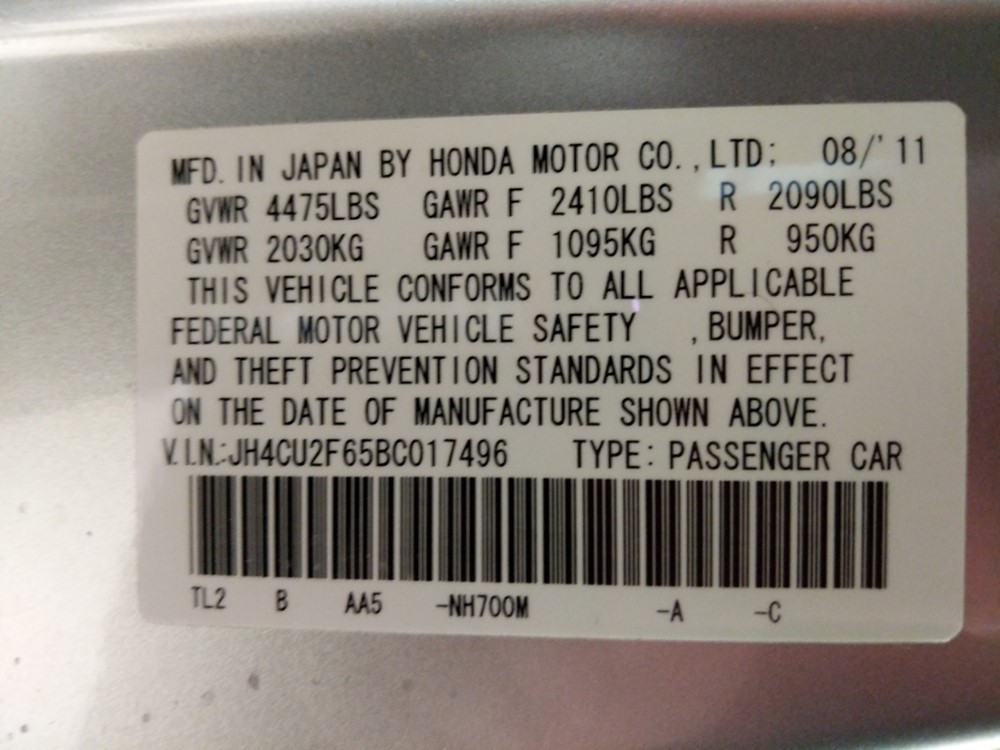 MFD. IN JAPAN BY HONDA MOTOR CO., LTD; 08/'11
GVWR 4475LBS GAWR F 2410LBS R 2090LBS
GVWR 2030KG GAWR F 1095KG R 950KG
THIS VEHICLE CONFORMS TO ALL APPLICABLE
FEDERAL MOTOR VEHICLE SAFETY , BUMPER,
AND THEFT PREVENTION STANDARDS IN EFFECT
ON THE DATE OF MANUFACTURE SHOWN ABOVE.
V.I.N.:JH4CU2F65BC017496 TYPE: PASSENGER CAR
TL2 B AA5 -NH700M -A -C